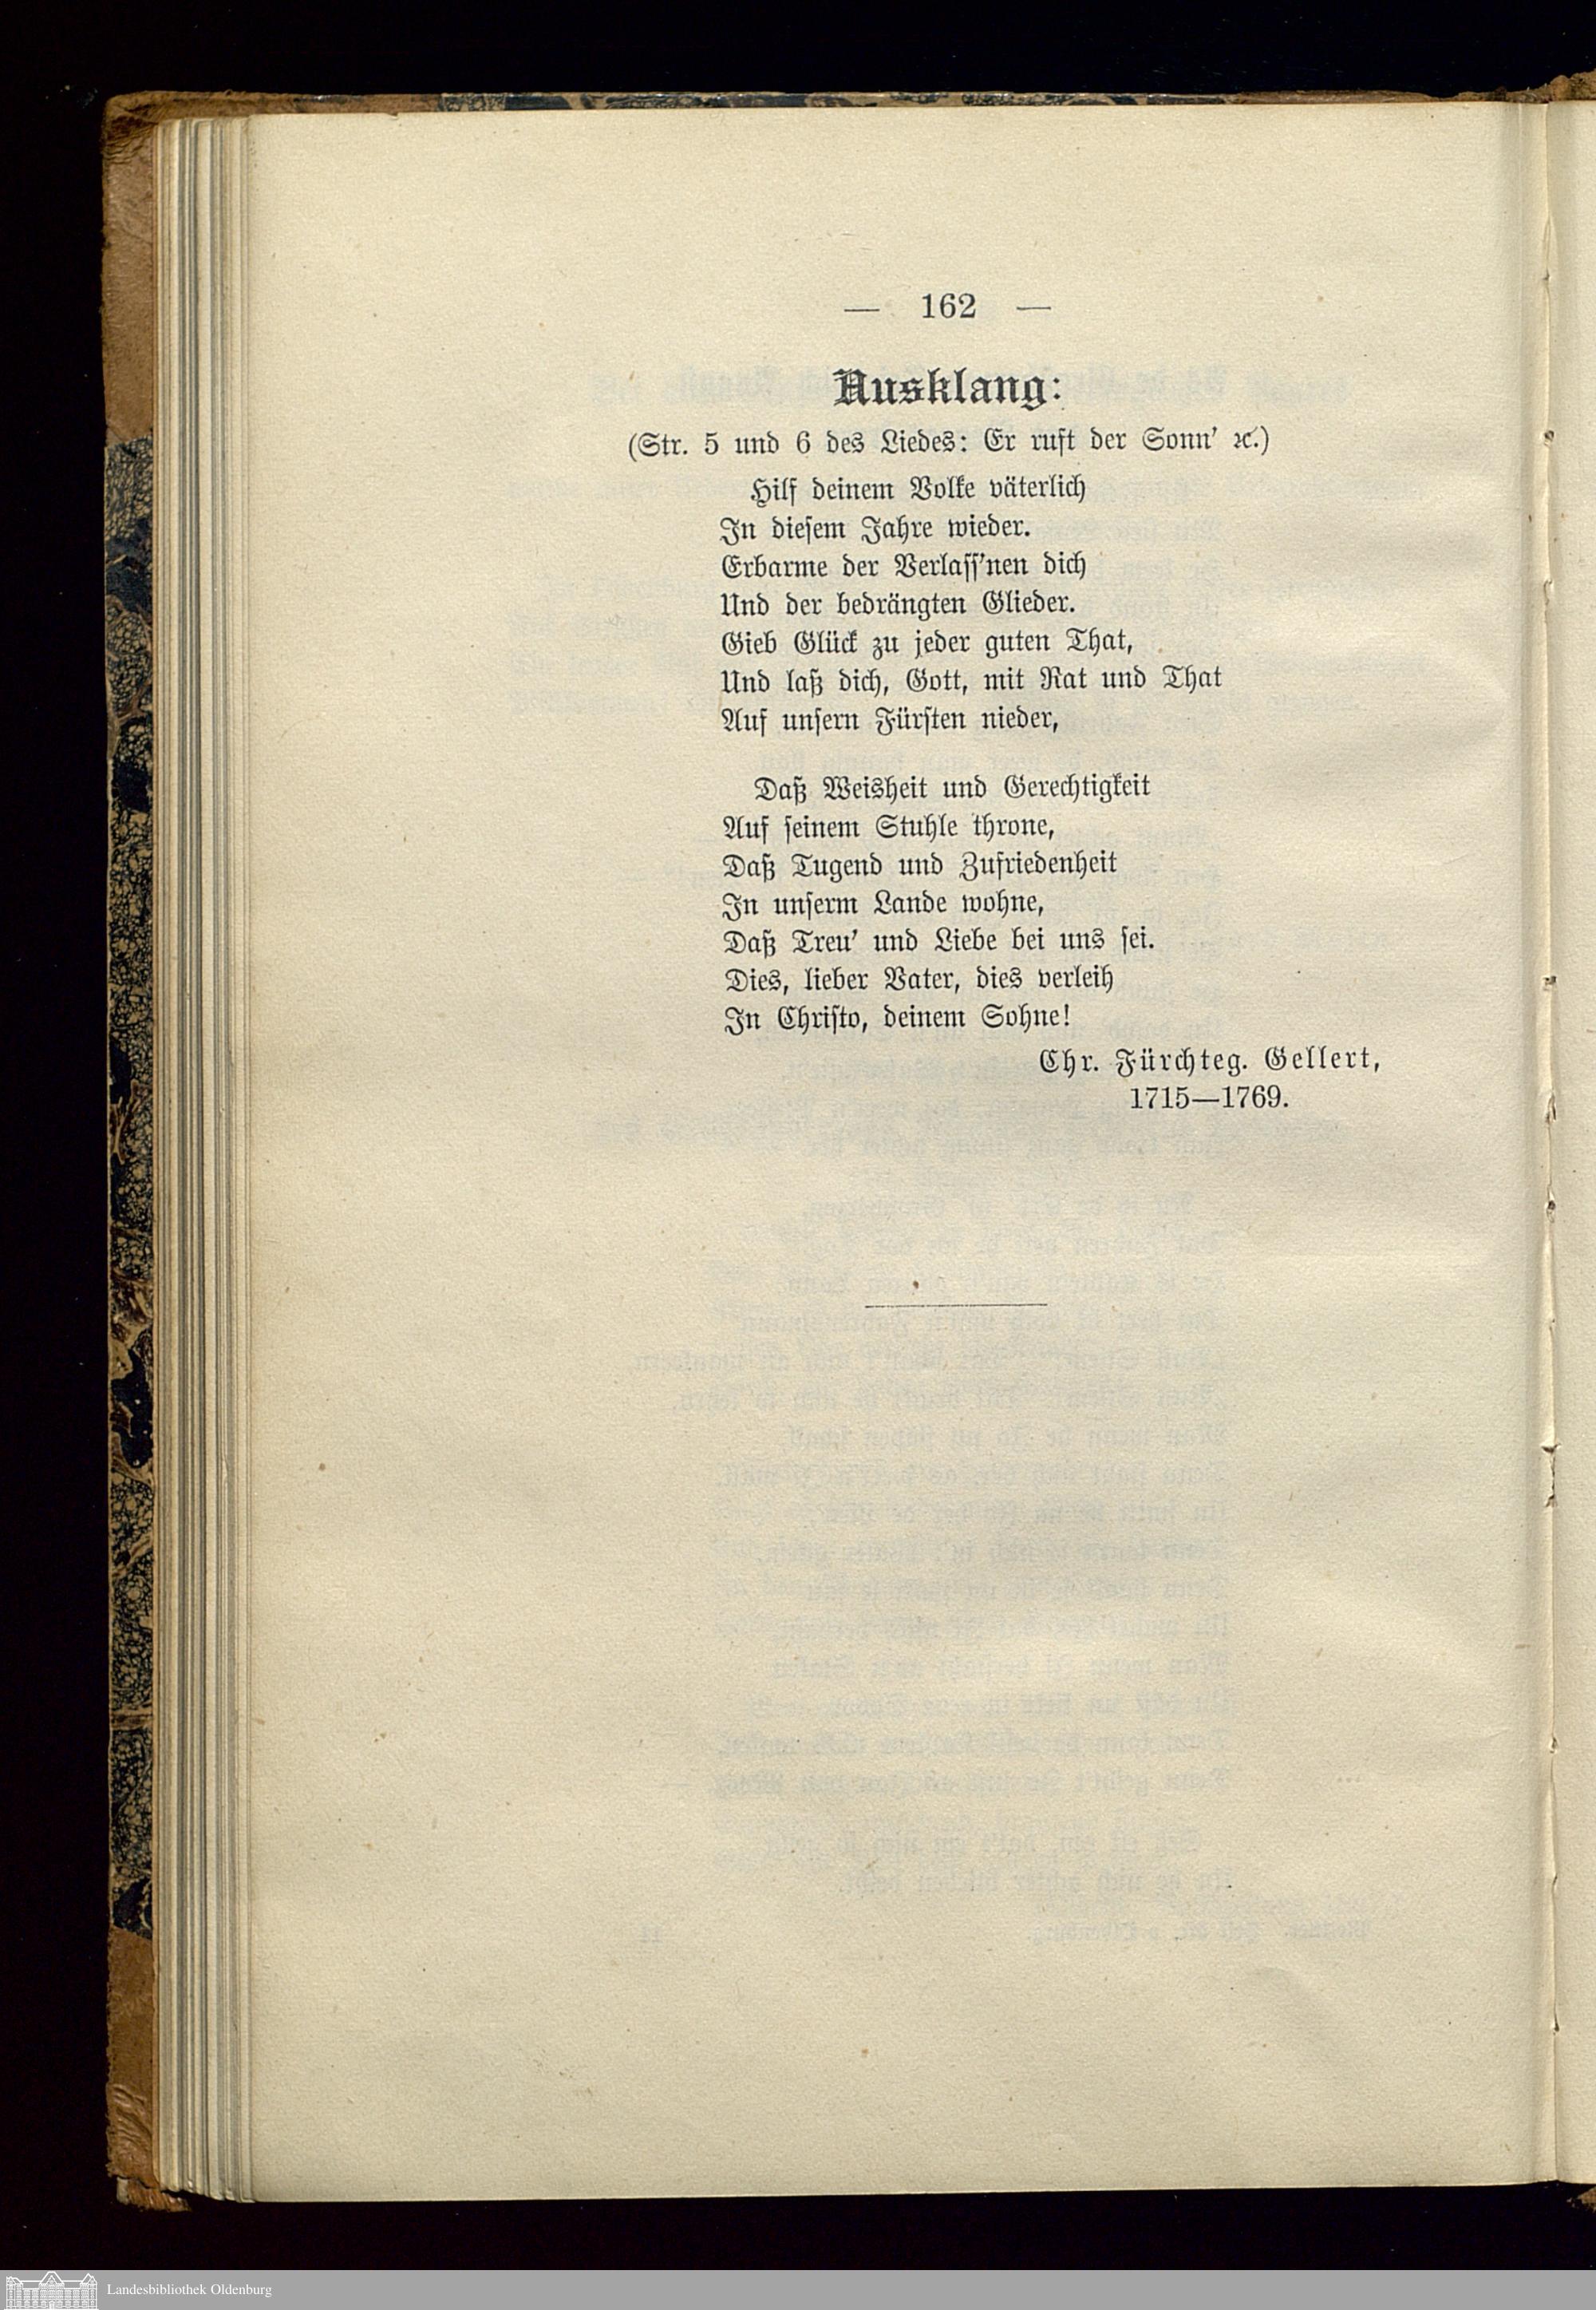 — 162 —
Ausklang:
(Str. 5 und 6 des Liedes: Er ruft der Sonn' ꝛc.)
Hilf deinem Volke väterlich
In diesem Jahre wieder.
Erbarme der Verlass'nen dich
Und der bedrängten Glieder.
Gieb Glück zu jeder guten That,
Und laß dich, Gott, mit Rat und That
Auf unsern Fürsten nieder,
Daß Weisheit und Gerechtigkeit
Auf seinem Stuhle throne,
Daß Tugend und Zufriedenheit
In unserm Lande wohne,
Daß Treu' und Liebe bei uns sei.
Dies, lieber Vater, dies verleih
In Christo, deinem Sohne!
Chr. Fürchteg. Gellert,
1715—1769.
Landesbibliothek Oldenburg